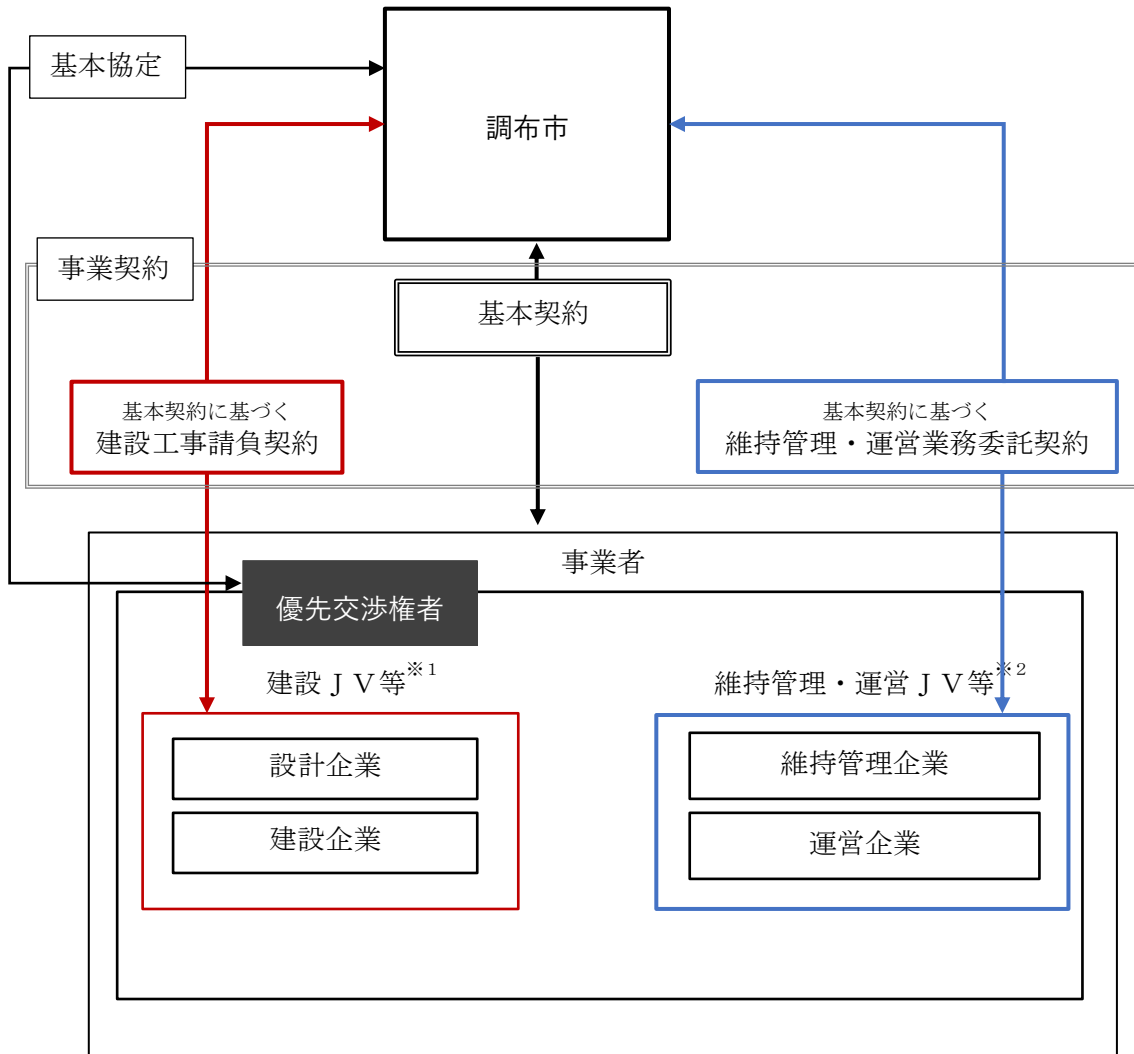 基本協定
調布市
事業契約
基本契約
基本契約に基づく
建設工事請負契約
基本契約に基づく
維持管理・運営業務委託契約
事業者
優先交渉権者
建設ＪＶ等※1
維持管理・運営ＪＶ等※2
設計企業
建設企業
維持管理企業
運営企業